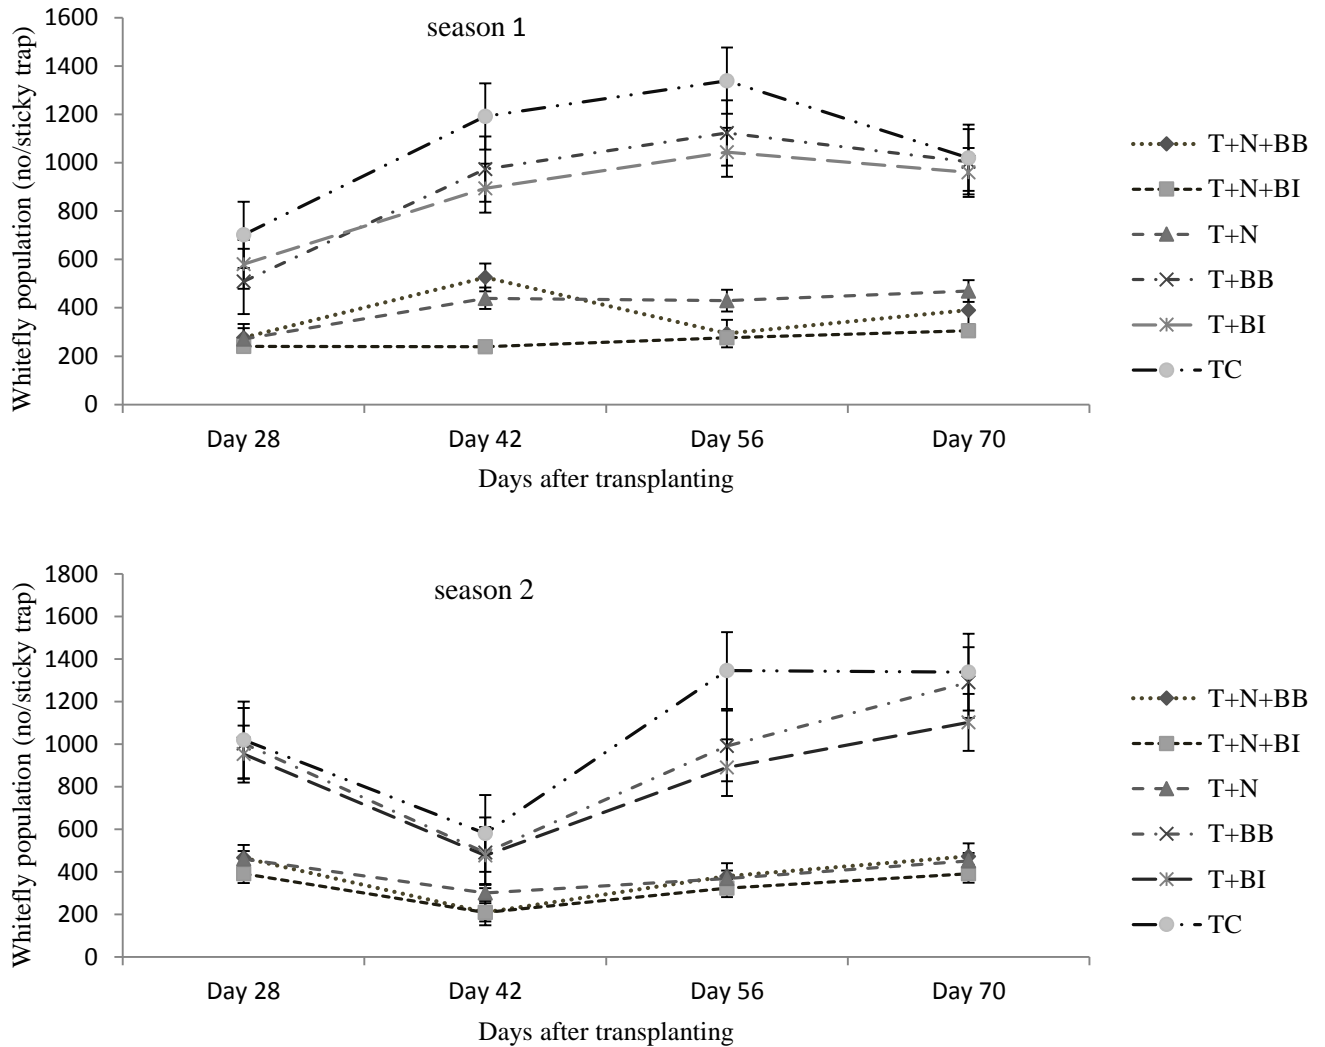 season 1
Whitefly population (no/sticky trap)
1600
1400
1200
1000
800
600
400
200
0
Day 28 Day 42 Day 56 Day 70
Days after transplanting
T+N+BB
T+N+BI
T+N
T+BB
T+BI
TC
season 2
Whitefly population (no/sticky trap)
1800
1600
1400
1200
1000
800
600
400
200
0
Day 28 Day 42 Day 56 Day 70
Days after transplanting
T+N+BB
T+N+BI
T+N
T+BB
T+BI
TC